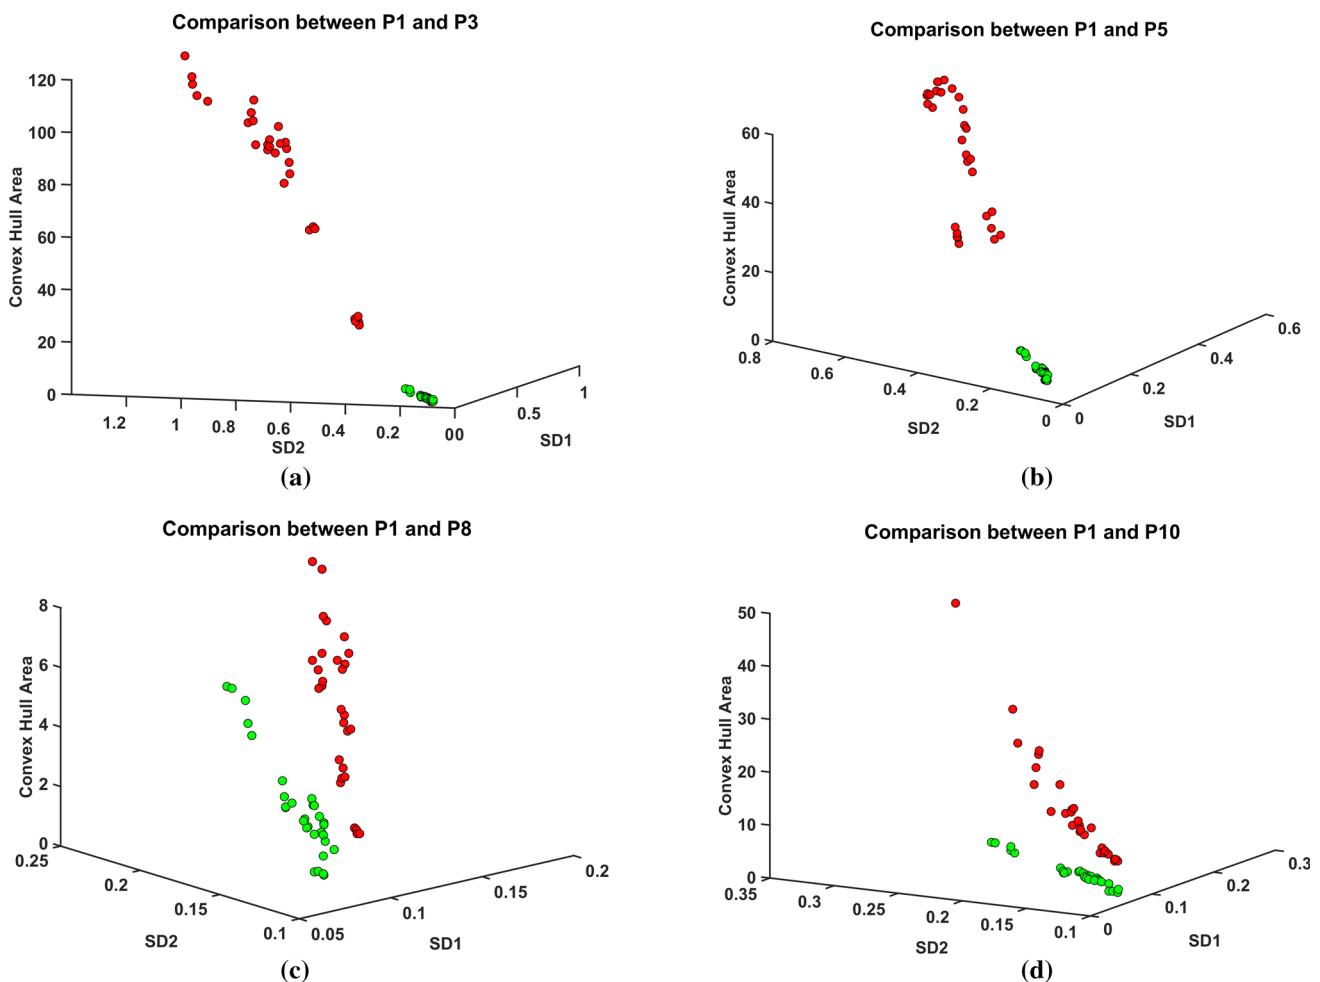 Comparison between P1 and P3
Convex Hull Area
120
100
80
60
40
20
0
1.2
1
0.8
0.6
0.4
0.2
00
0.5
1
SD2
SD1
(a)
Comparison between P1 and P5
Convex Hull Area
60
40
20
0
0.8
0.6
0.4
0.2
0
0
0.2
0.4
0.6
SD2
SD1
(b)
Comparison between P1 and P8
Convex Hull Area
8
6
4
2
0
0.25
0.2
0.15
0.1
0.05
0.1
0.15
0.2
SD2
SD1
(c)
Comparison between P1 and P10
Convex Hull Area
50
40
30
20
10
0
0.35
0.3
0.25
0.2
0.15
0.1
0
0.1
0.2
0.3
SD2
SD1
(d)